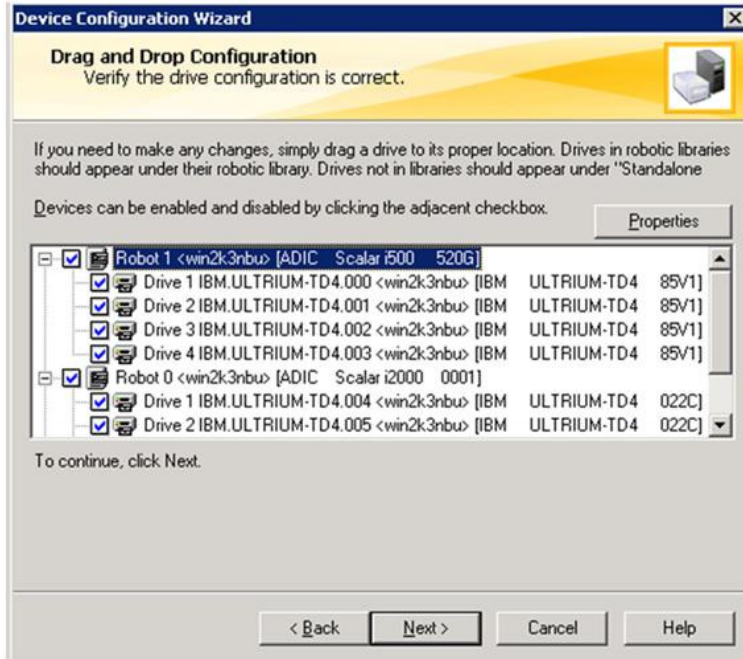 Device Configuration Wizard
Drag and Drop Configuration
Verify the drive configuration is correct.
If you need to make any changes, simply drag a drive to its proper location. Drives in robotic libraries
should appear under their robotic library. Drives not in libraries should appear under "Standalone
Devices can be enabled and disabled by clicking the adjacent checkbox.
Properties
Robot 1 <win2k3nbu> [ADIC Scalar i500 520G]
Drive 1 IBM.ULTRIUM-TD4.000 <win2k3nbu> [IBM ULTRIUM-TD4 85V1]
Drive 2 IBM.ULTRIUM-TD4.001 <win2k3nbu> [IBM ULTRIUM-TD4 85V1]
Drive 3 IBM.ULTRIUM-TD4.002 <win2k3nbu> [IBM ULTRIUM-TD4 85V1]
Drive 4 IBM.ULTRIUM-TD4.003 <win2k3nbu> [IBM ULTRIUM-TD4 85V1]
Robot 0 <win2k3nbu> [ADIC Scalar i2000 0001]
Drive 1 IBM.ULTRIUM-TD4.004 <win2k3nbu> [IBM ULTRIUM-TD4 022C]
Drive 2 IBM.ULTRIUM-TD4.005 <win2k3nbu> [IBM ULTRIUM-TD4 022C]
To continue, click Next.
< Back Next > Cancel Help